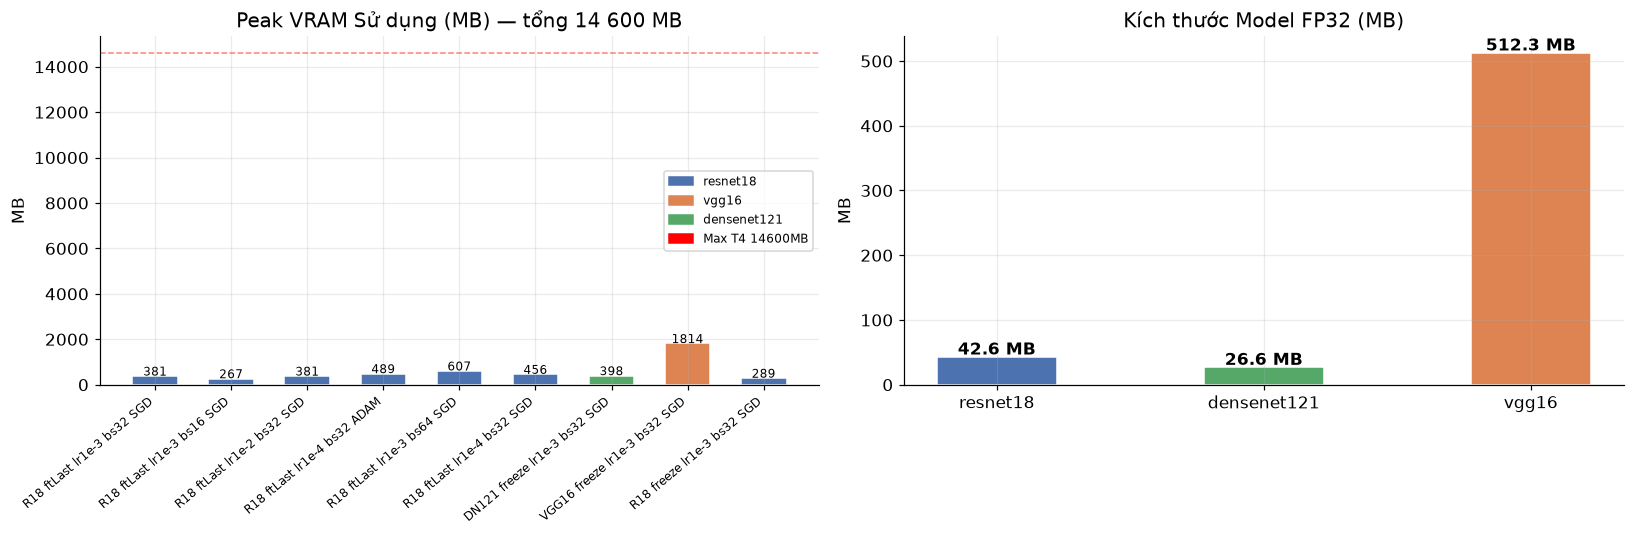 Peak VRAM Sử dụng (MB) — tổng 14 600 MB
MB
14000
12000
10000
8000
6000
4000
2000
0
resnet18
vgg16
densenet121
Max T4 14600MB
381
267
381
489
607
456
398
1814
289
R18 ftLast lr1e-3 bs32 SGD
R18 ftLast lr1e-3 bs16 SGD
R18 ftLast lr1e-2 bs32 SGD
R18 ftLast lr1e-4 bs32 ADAM
R18 ftLast lr1e-3 bs64 SGD
R18 ftLast lr1e-4 bs32 SGD
DN121 freeze lr1e-3 bs32 SGD
VGG16 freeze lr1e-3 bs32 SGD
R18 freeze lr1e-3 bs32 SGD
Kích thước Model FP32 (MB)
MB
500
400
300
200
100
0
42.6 MB
26.6 MB
512.3 MB
resnet18
densenet121
vgg16